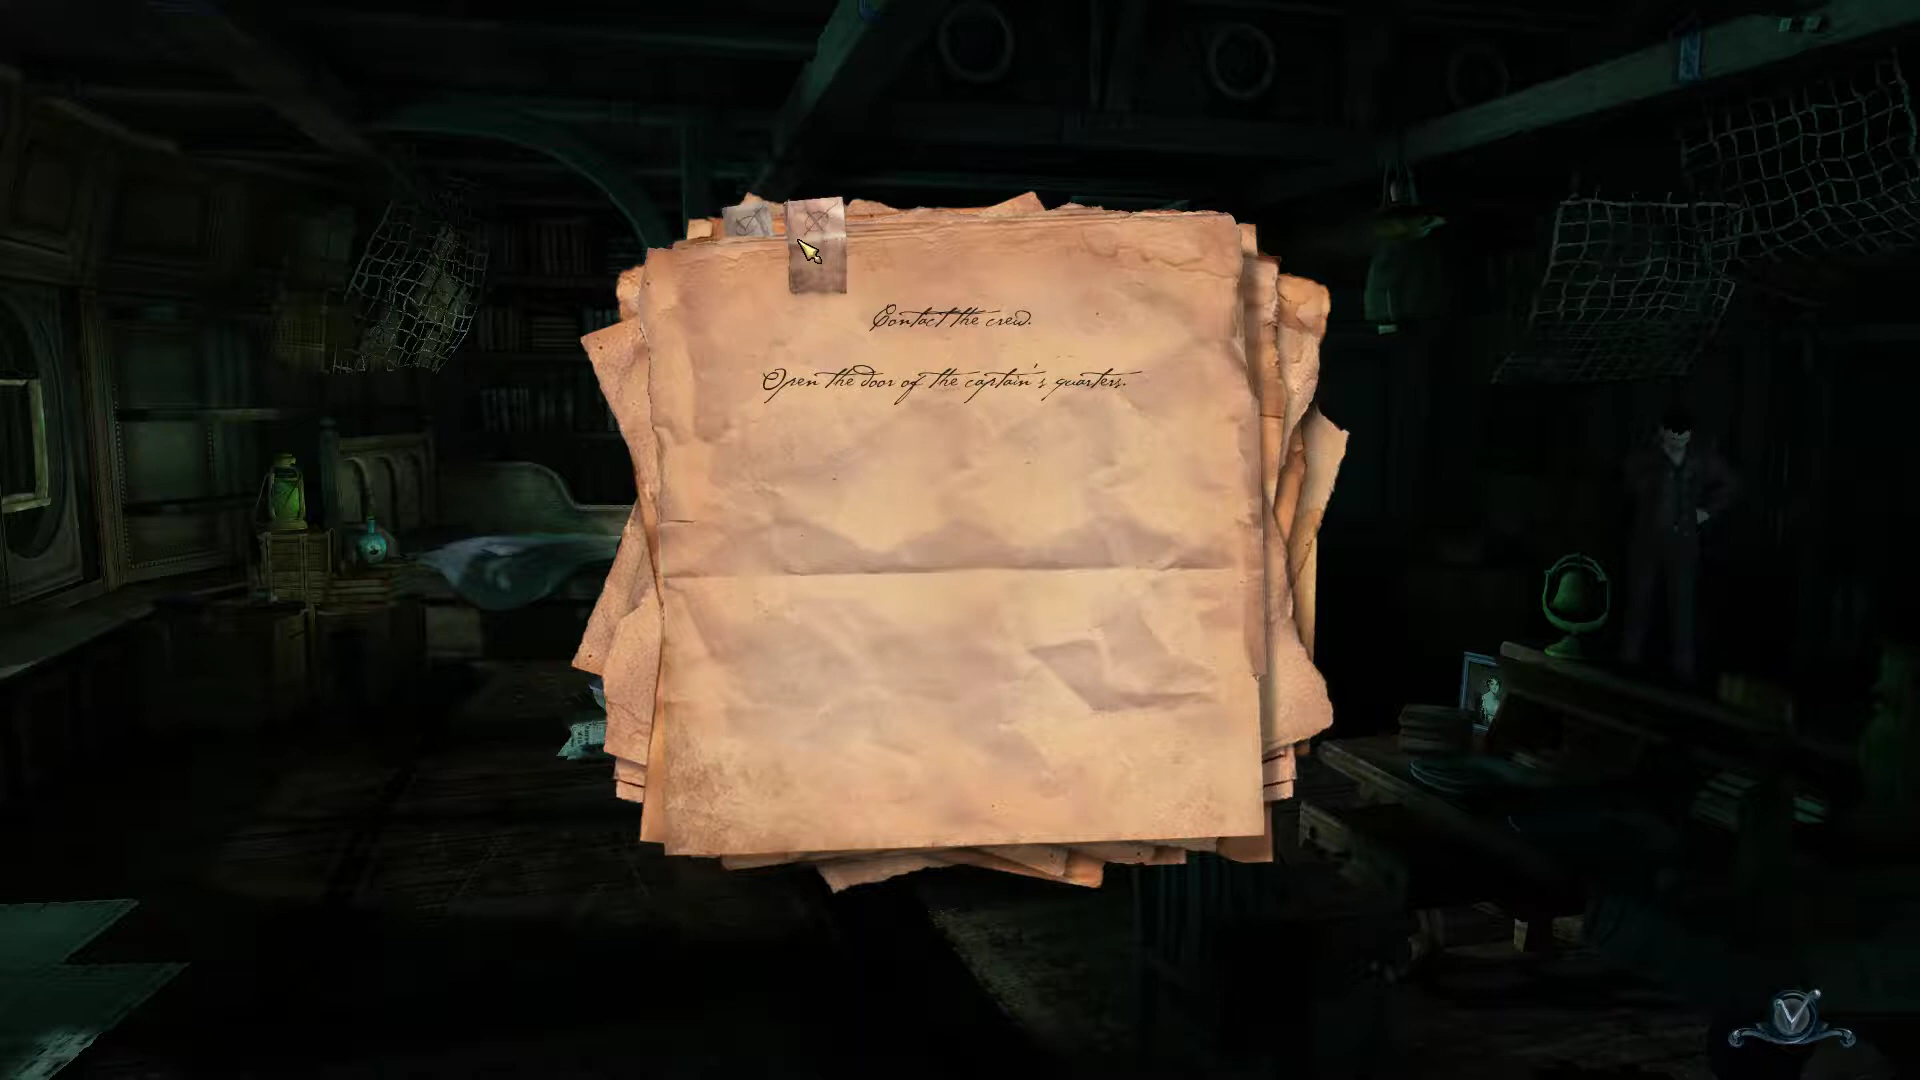 Contact the crew.
Open the door of the captain's quarters.